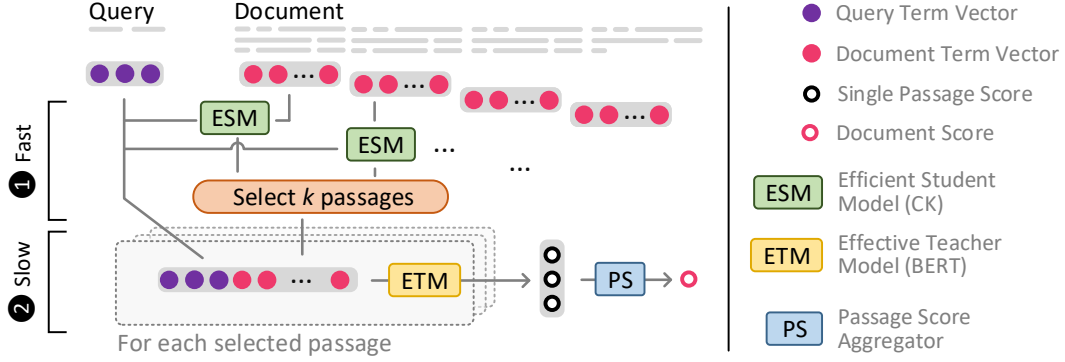 Query
Document
ESM
ESM
...
...
Select k passages
1 Fast
2 Slow
...
ETM
PS
For each selected passage
Query Term Vector
Document Term Vector
Single Passage Score
Document Score
ESM
Efficient Student
Model (CK)
ETM
Effective Teacher
Model (BERT)
PS
Passage Score
Aggregator